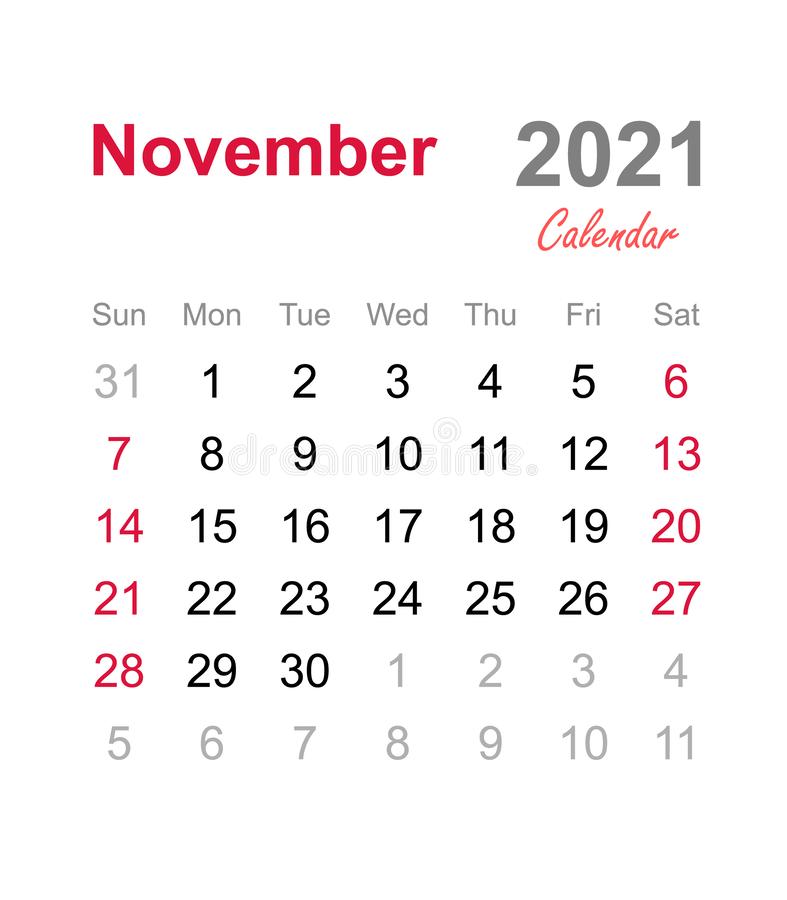 November 2021
Calendar
Sun Mon Tue Wed Thu Fri Sat
31 1 2 3 4 5 6
7 8 9 10 11 12 13
dreamstime.
14 15 16 17 18 19 20
21 22 23 24 25 26 27
28 29 30 1 2 3 4
5 6 7 8 9 10 11